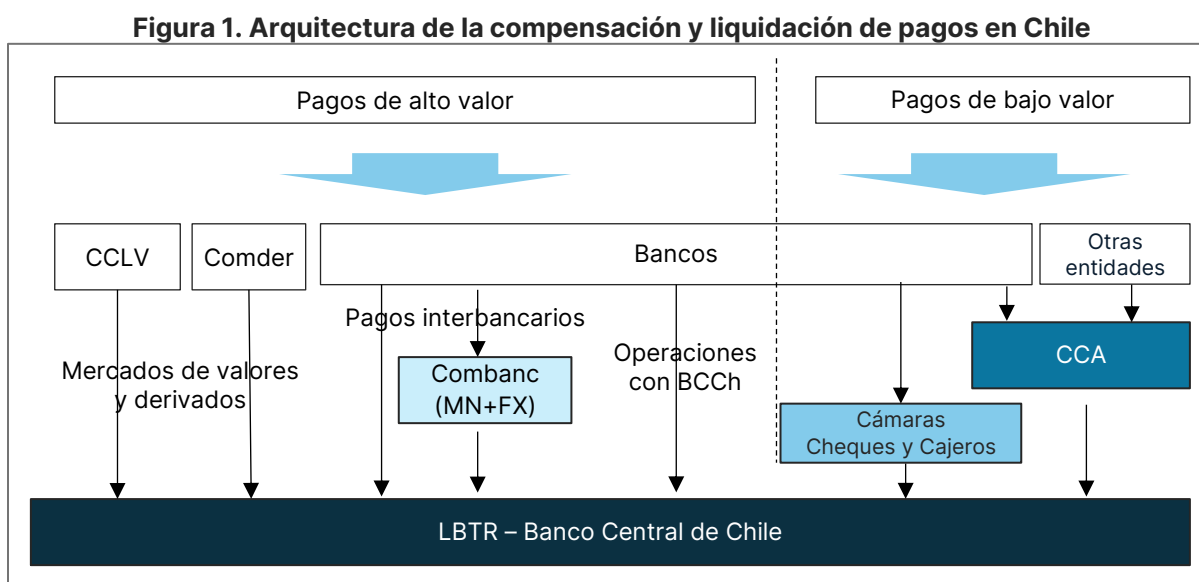 Figura 1. Arquitectura de la compensación y liquidación de pagos en Chile
Pagos de alto valor
Pagos de bajo valor
CCLV
Comder
Bancos
Otras
entidades
Pagos interbancarios
Mercados de valores
y derivados
Combanc
(MN+FX)
Operaciones
con BCCh
CCA
Cámaras
Cheques y Cajeros
LBTR – Banco Central de Chile